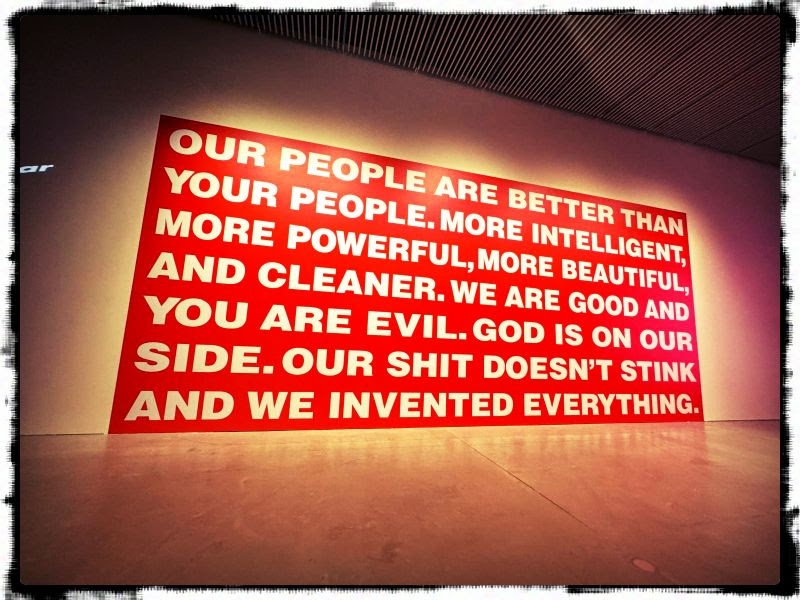 ar
OUR PEOPLE ARE BETTER THAN
YOUR PEOPLE. MORE INTELLIGENT,
MORE POWERFUL, MORE BEAUTIFUL,
AND CLEANER. WE ARE GOOD AND
YOU ARE EVIL. GOD IS ON OUR
SIDE. OUR SHIT DOESN'T STINK
AND WE INVENTED EVERYTHING.